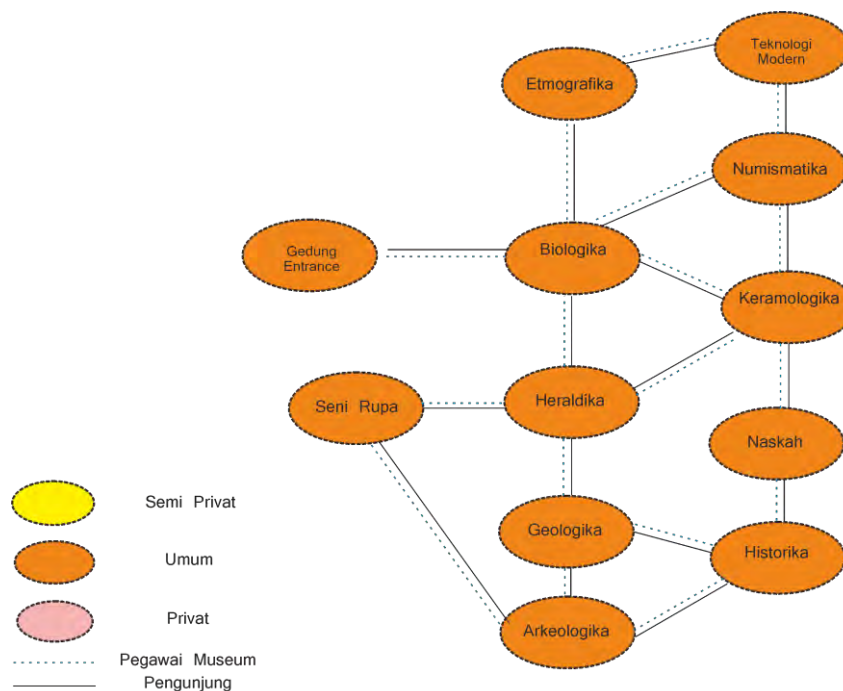 Teknologi
Modern
Etmografika
Numismatika
Gedung
Entrance
Biologika
Keramologika
Seni Rupa
Heraldika
Naskah
Geologika
Historika
Arkeologika
Semi Privat
Umum
Privat
Pegawai Museum
Pengunjung